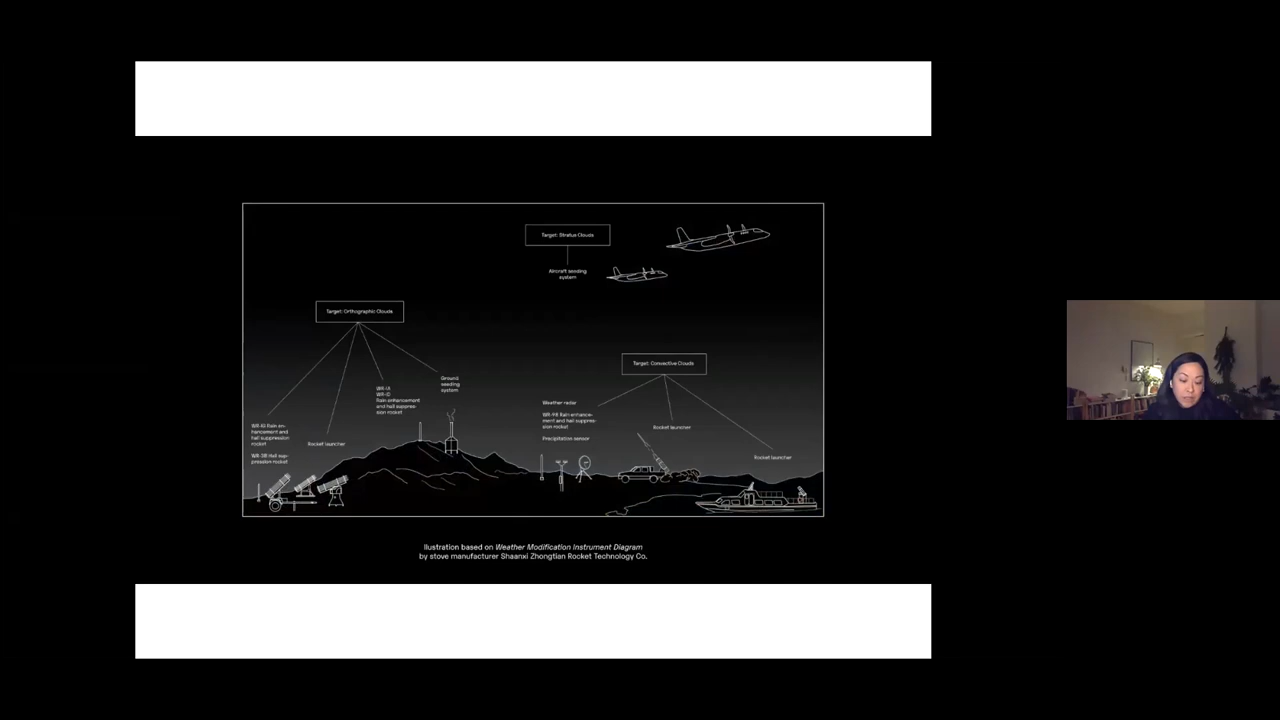 Target: Stratus Clouds
Aircraft seeding
system
Target: Orthographic Clouds
Target: Convective Clouds
Ground
seeding
system
WR-1A
WR-1D
Rain enhancement
and hail suppres-
sion rocket
Weather radar
WR-98 Rain enhance-
ment and hail suppres-
sion rocket
Precipitation sensor
Rocket launcher
Rocket launcher
WR-1B Rain en-
hancement and
hail suppression
rocket
WR-3B Hail sup-
pression rocket
Rocket launcher
Ilustration based on Weather Modification Instrument Diagram
by stove manufacturer Shaanxi Zhongtian Rocket Technology Co.